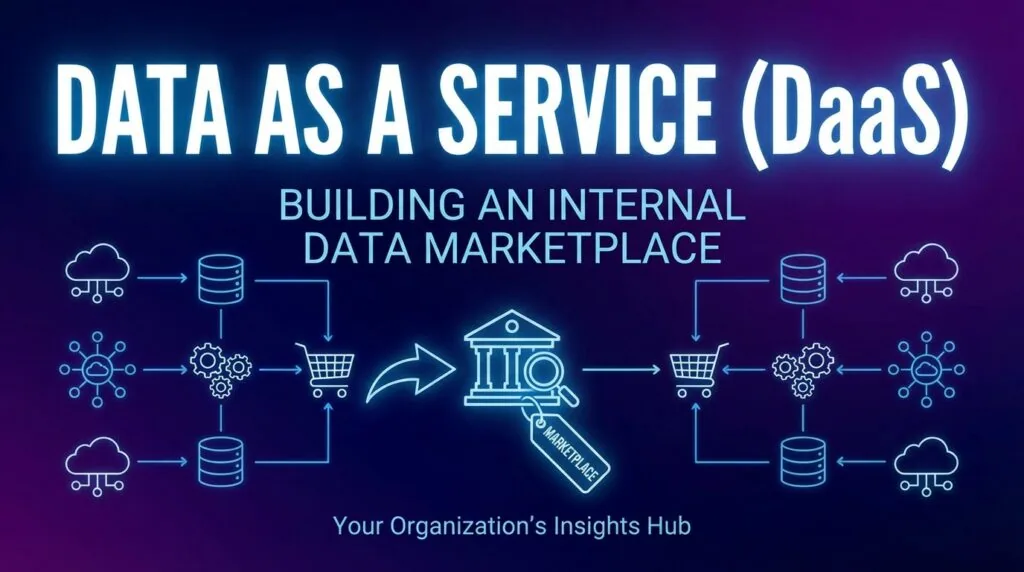 DATA AS A SERVICE (DaaS)
BUILDING AN INTERNAL
DATA MARKETPLACE
MARKETPLACE
Your Organization's Insights Hub